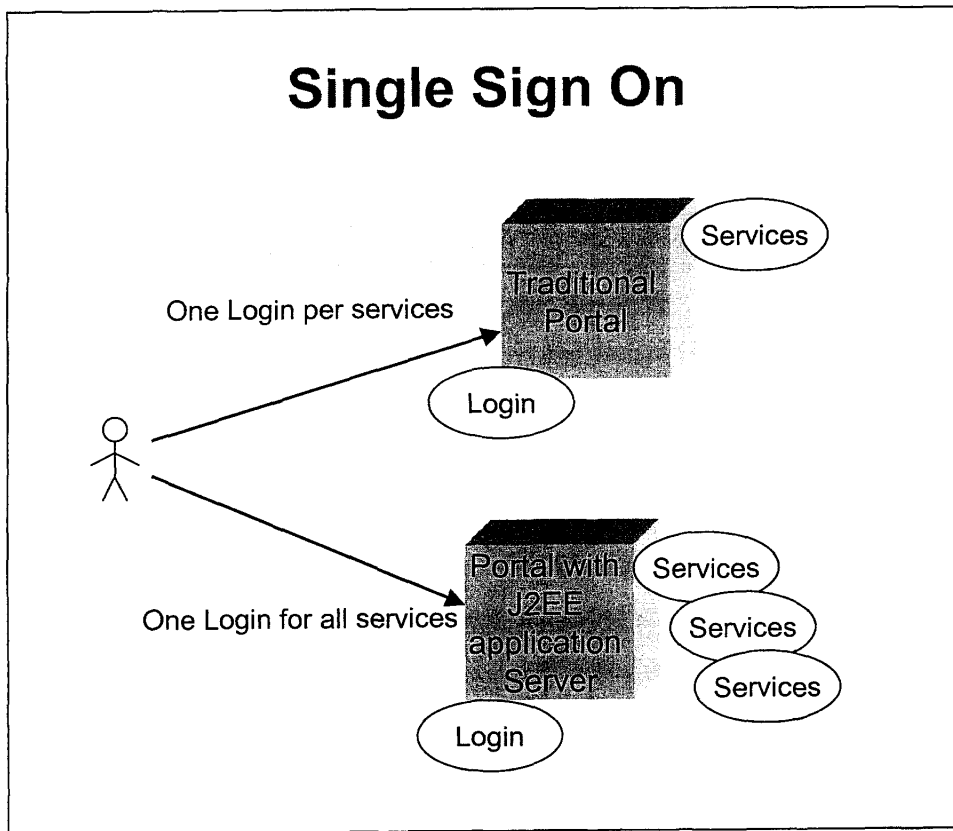 Single Sign On
Services
Traditional
Portal
One Login per services
Login
Portal with
J2EE
application
Server
Services
Services
Services
One Login for all services
Login